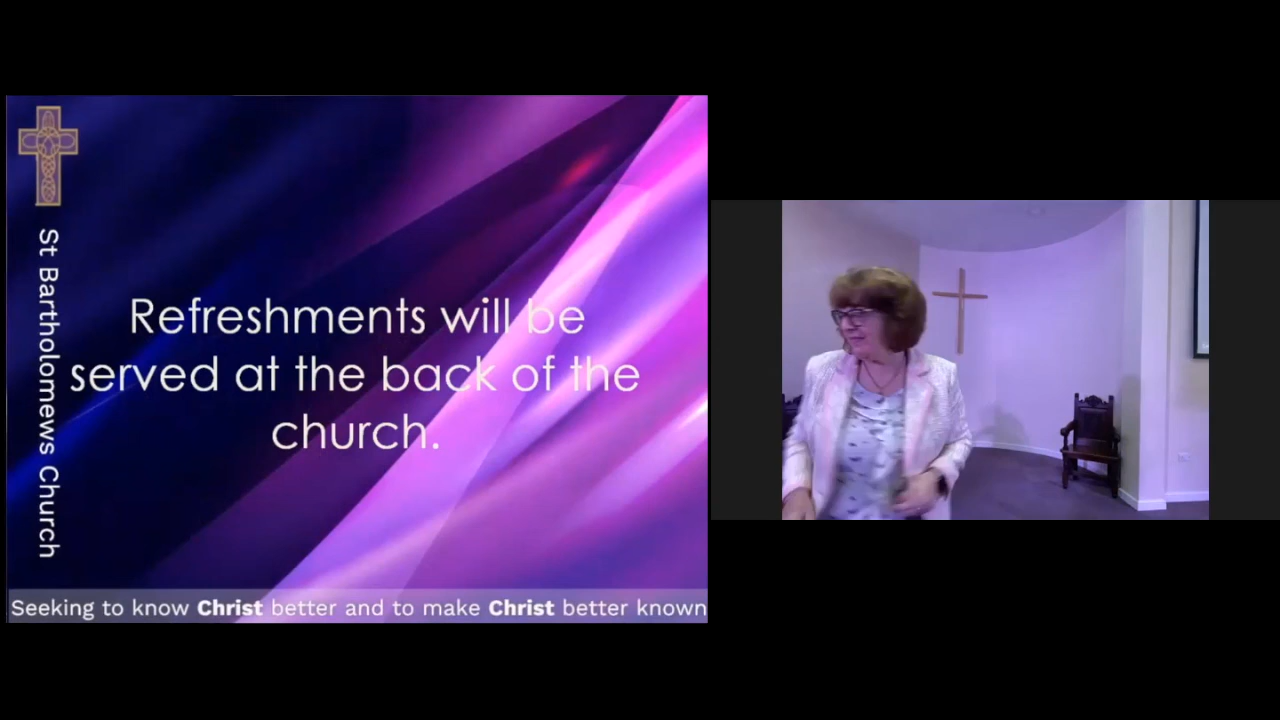 St Bartholomews Church
Refreshments will be
served at the back of the
church.
Seeking to know Christ better and to make Christ better known